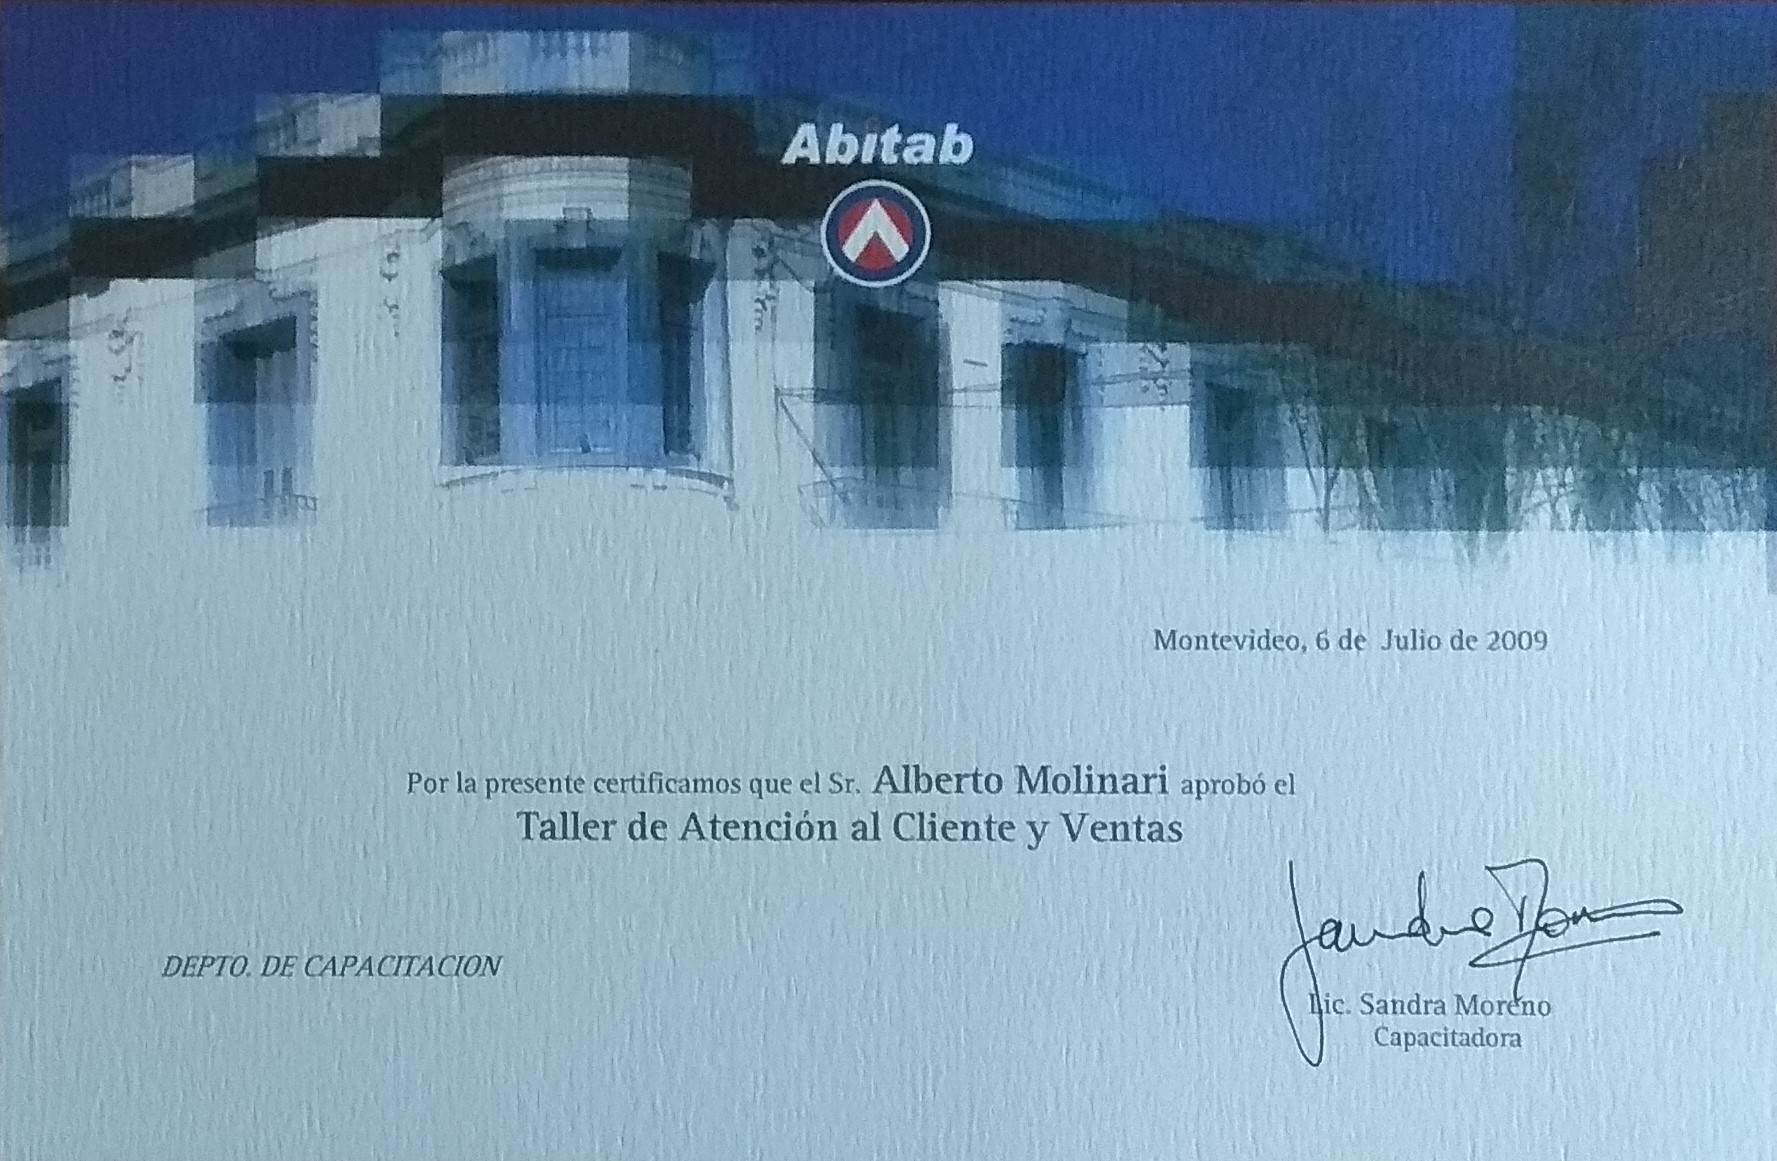 Abitab
Montevideo, 6 de Julio de 2009
Por la presente certificamos que el Sr. Alberto Molinari aprobó el
Taller de Atención al Cliente y Ventas
DEPTO. DE CAPACITACION
Sandra Moreno
Lic. Sandra Moreno
Capacitadora